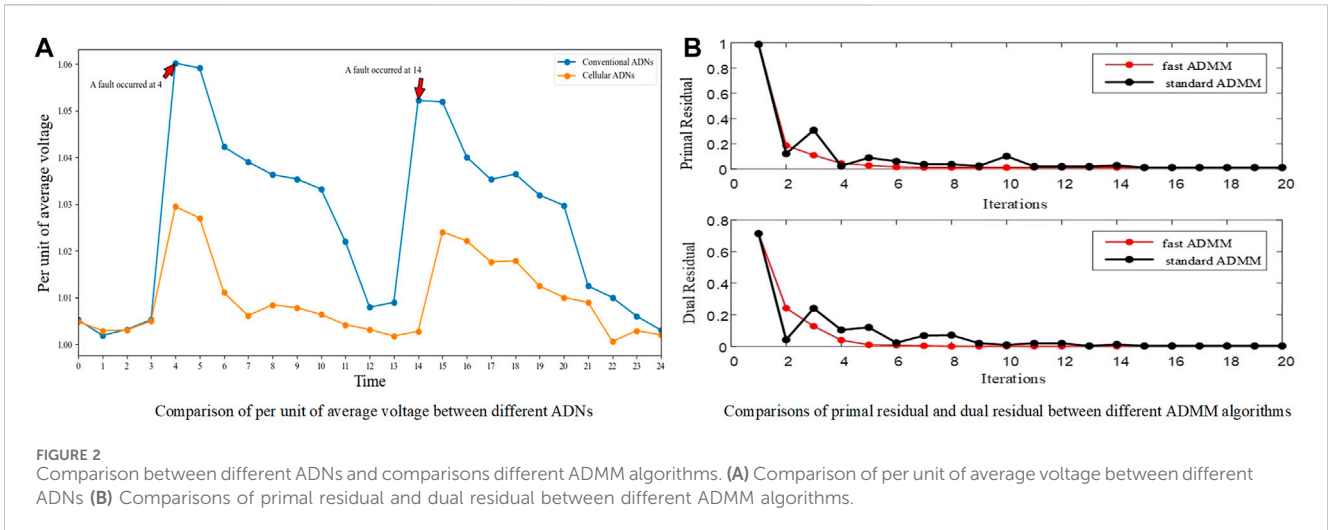 A
1.06
1.05
1.04
1.03
1.02
1.01
1.00
Per unit of average voltage
A fault occurred at 4
A fault occurred at 14
Conventional ADNs
Cellular ADNs
0 1 2 3 4 5 6 7 8 9 10 11 12 13 14 15 16 17 18 19 20 21 22 23 24
Time
Comparison of per unit of average voltage between different ADNs
B
1
0.8
0.6
0.4
0.2
0
Primal Residual
fast ADMM
standard ADMM
0 2 4 6 8 10 12 14 16 18 20
Iterations
0.8
0.6
0.4
0.2
0
Dual Residual
fast ADMM
standard ADMM
0 2 4 6 8 10 12 14 16 18 20
Iterations
Comparisons of primal residual and dual residual between different ADMM algorithms
FIGURE 2
Comparison between different ADNs and comparisons different ADMM algorithms. (A) Comparison of per unit of average voltage between different
ADNs (B) Comparisons of primal residual and dual residual between different ADMM algorithms.